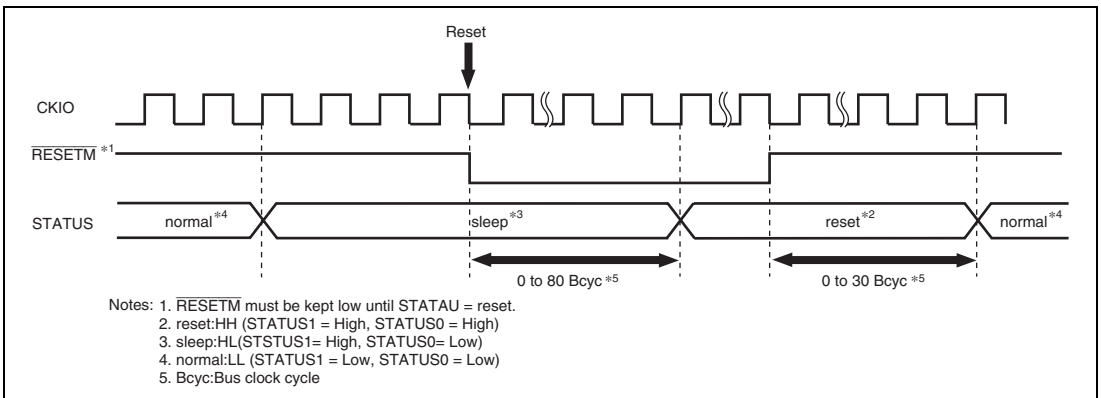 Reset
CKIO
RESETM *1
STATUS
normal*4
sleep*3
reset*2
normal*4
0 to 80 Bcyc *5
0 to 30 Bcyc *5
Notes: 1. RESETM must be kept low until STATAU = reset.
2. reset:HH (STATUS1 = High, STATUS0 = High)
3. sleep:HL(STSTUS1= High, STATUS0= Low)
4. normal:LL (STATUS1 = Low, STATUS0 = Low)
5. Bcyc:Bus clock cycle